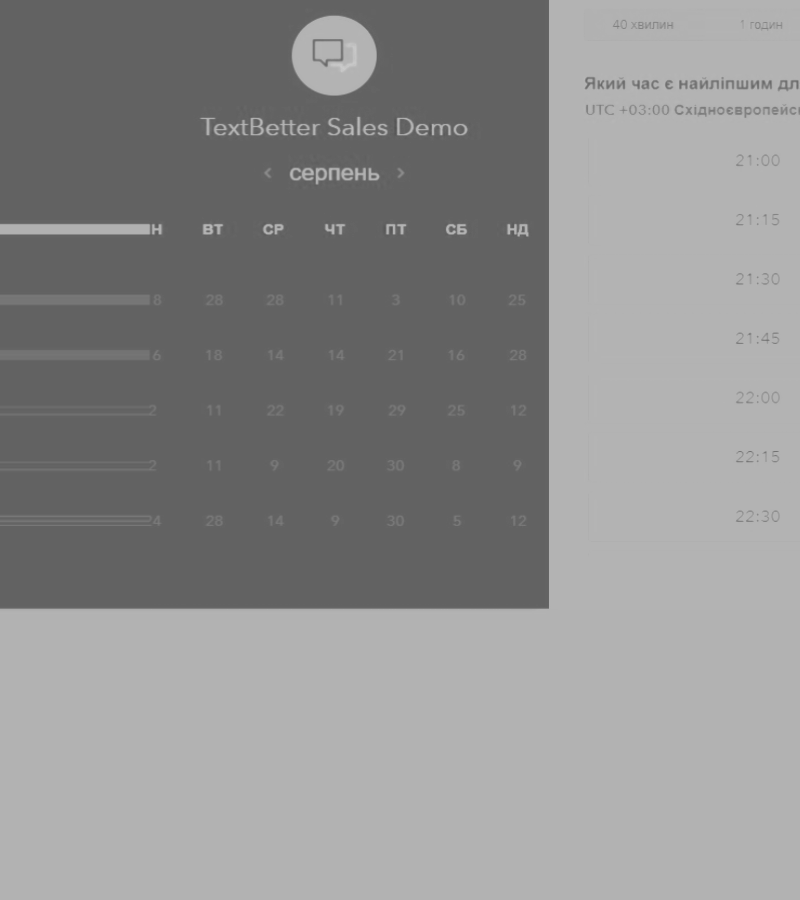 TextBetter Sales Demo
‹ серпень ›
Н ВТ СР ЧТ ПТ СБ НД
8 28 28 11 3 10 25
6 18 14 14 21 16 28
2 11 22 19 29 25 12
2 11 9 20 30 8 9
24 28 14 9 30 5 12
40 хвилин 1 годин
Який час є найліпшим дл
UTC +03:00 Східноєвропейс
21:00
21:15
21:30
21:45
22:00
22:15
22:30